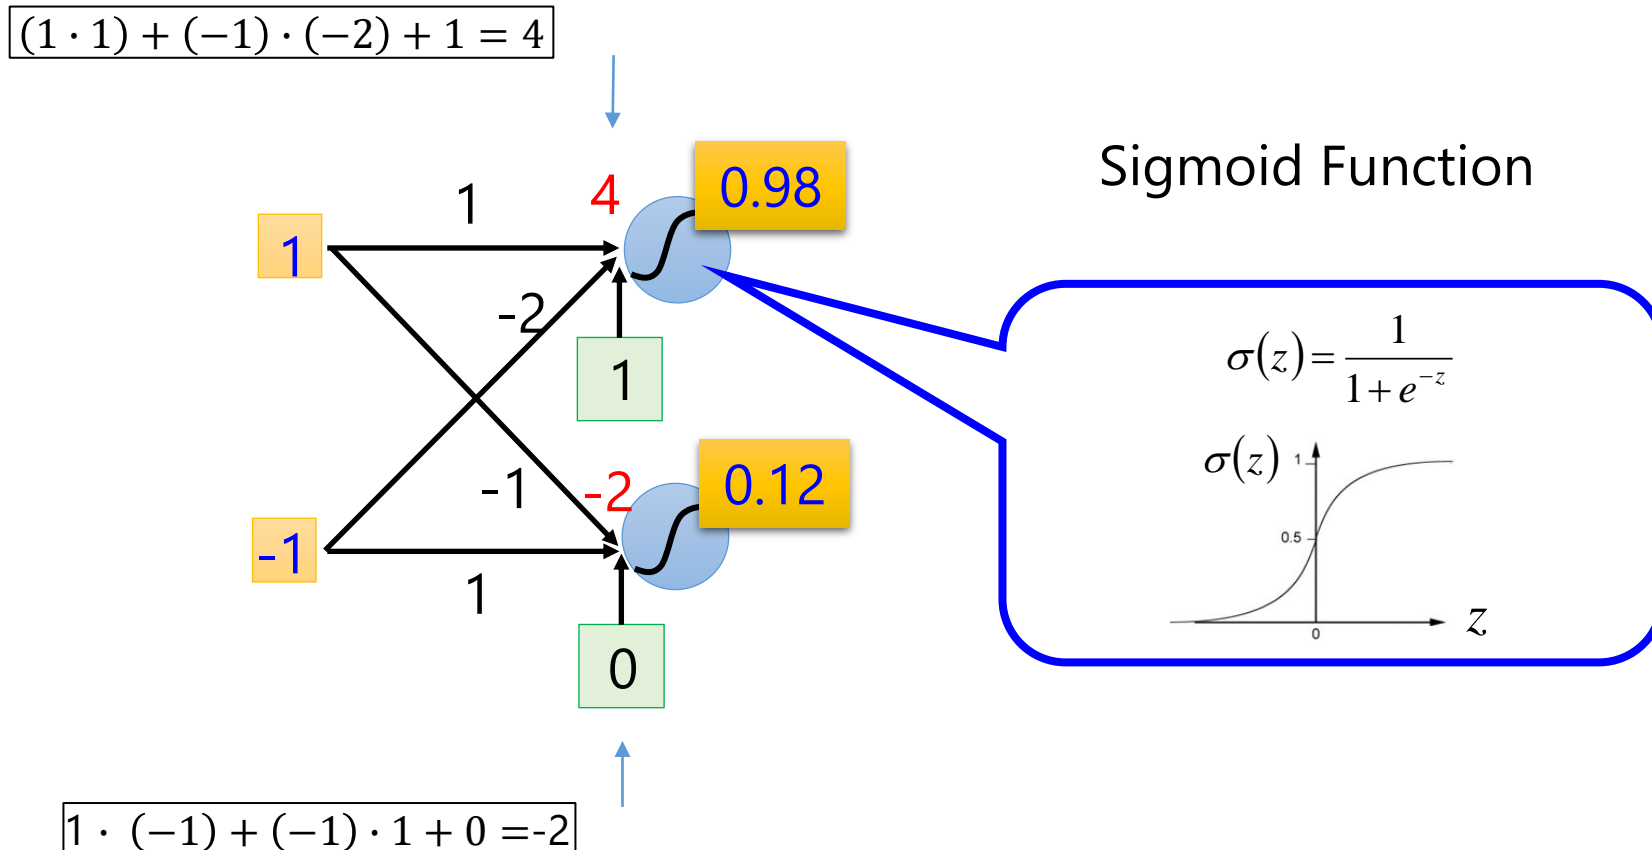 (1 · 1) + (−1) · (−2) + 1 = 4
Sigmoid Function
1
4
0.98
1
-2
1
-1
-2
0.12
-1
1
0
σ(z) = 1 / (1 + e^{−z})
σ(z)
1
0.5
0
z
1 · (−1) + (−1) · 1 + 0 =-2